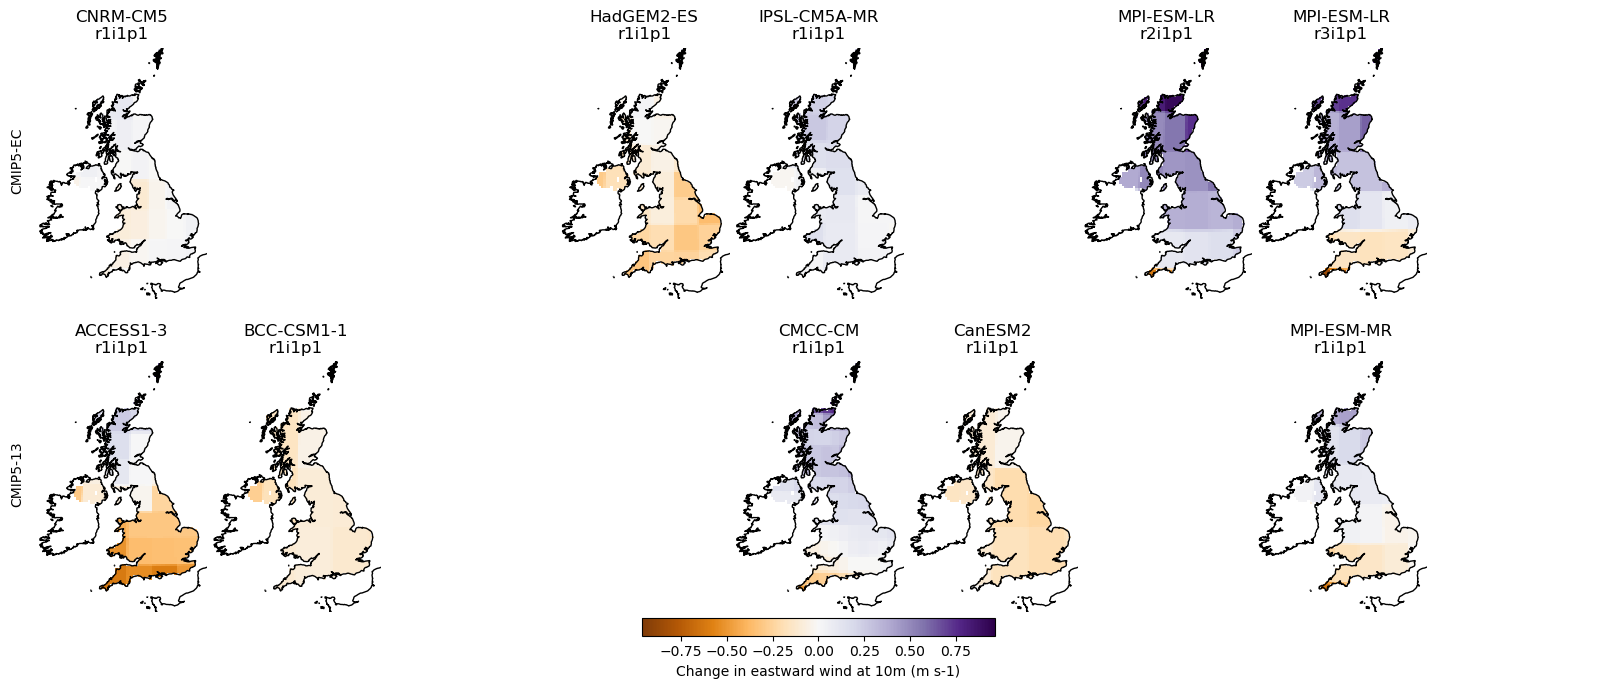 CNRM-CM5
r1i1p1
HadGEM2-ES
r1i1p1
IPSL-CM5A-MR
r1i1p1
MPI-ESM-LR
r2i1p1
MPI-ESM-LR
r3i1p1
CMIP5-EC
ACCESS1-3
r1i1p1
BCC-CSM1-1
r1i1p1
CMCC-CM
r1i1p1
CanESM2
r1i1p1
MPI-ESM-MR
r1i1p1
CMIP5-13
−0.75 −0.50 −0.25 0.00 0.25 0.50 0.75
Change in eastward wind at 10m (m s-1)